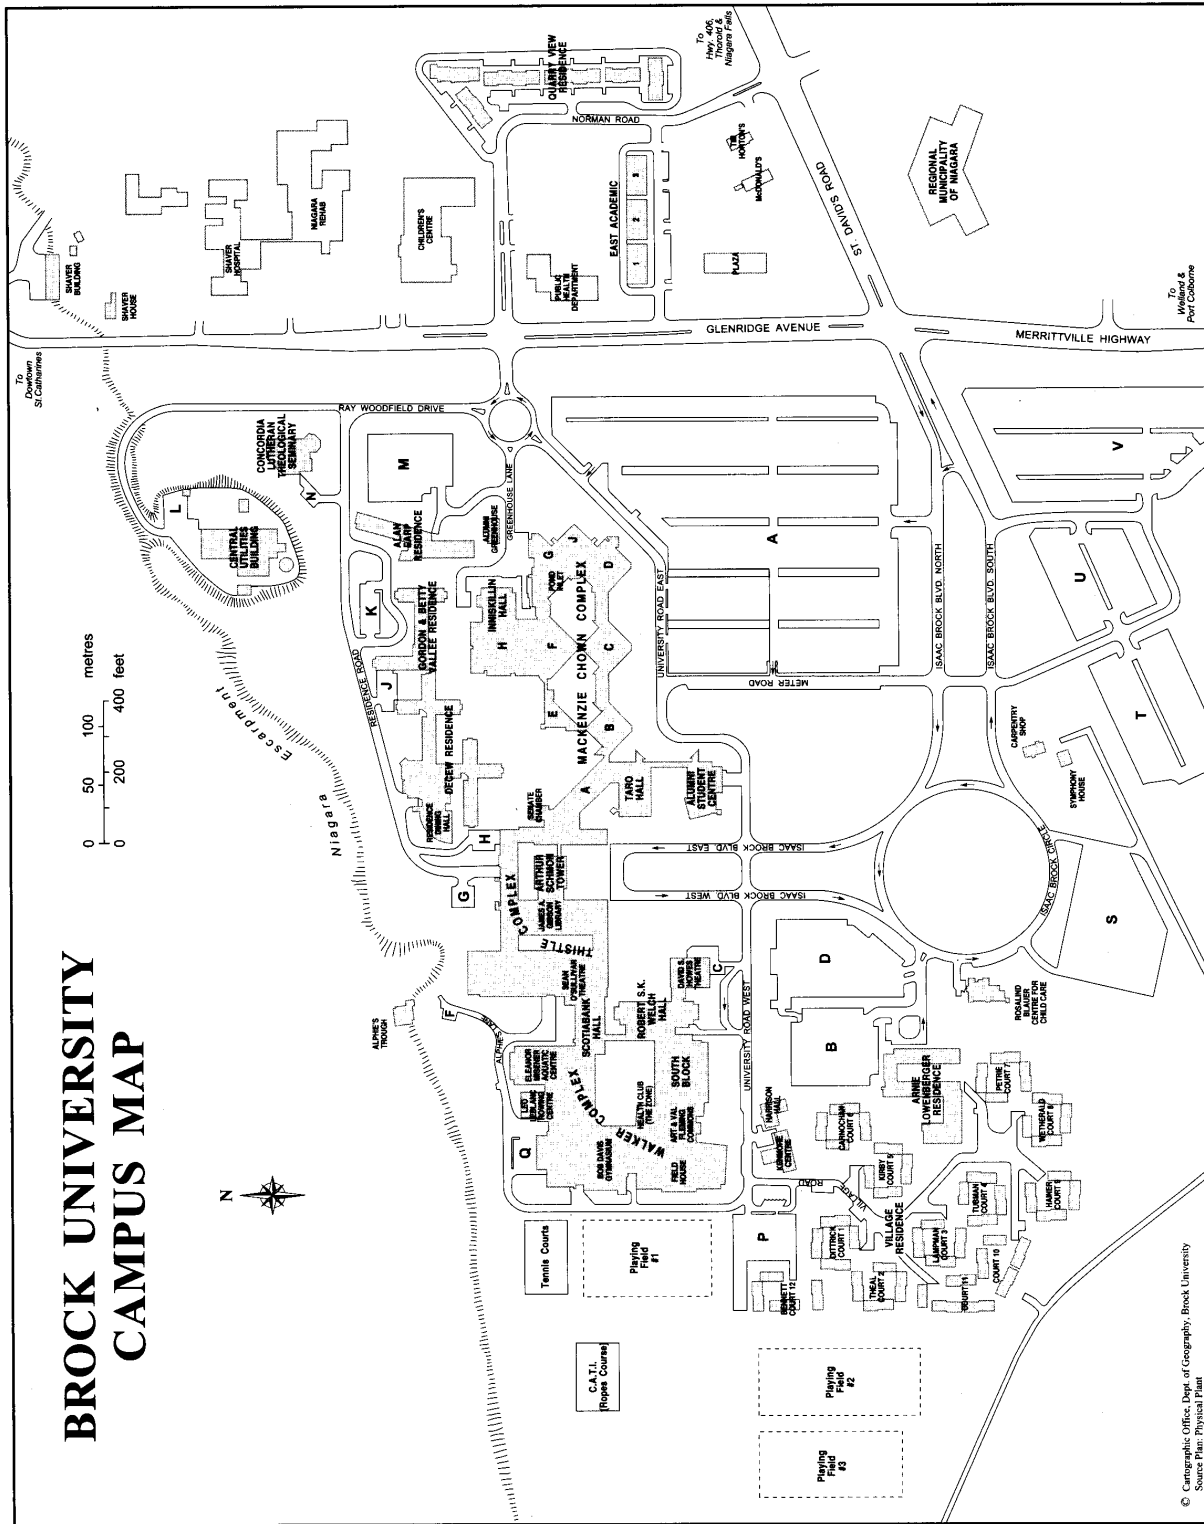 BROCK UNIVERSITY
CAMPUS MAP
N
0 50 100 metres
0 200 400 feet
Niagara
Escarpment
To
Dowtown
St. Catharines
SHAVER
BUILDING
SHAVER
HOUSE
SHAVER
HOSPITAL
NIAGARA
REHAB
CHILDREN'S
CENTRE
QUARRY VIEW
RESIDENCE
NORMAN ROAD
To
Hwy. 406,
Thorold &
Niagara Falls
PUBLIC
HEALTH
DEPARTMENT
EAST ACADEMIC
1
2
3
TIM
HORTON'S
McDONALD'S
PLAZA
ST. DAVID'S ROAD
REGIONAL
MUNICIPALITY
OF NIAGARA
GLENRIDGE AVENUE
MERRITTVILLE HIGHWAY
To
Welland &
Port Colborne
RAY WOODFIELD DRIVE
CONCORDIA
LUTHERAN
THEOLOGICAL
SEMINARY
N
L
CENTRAL
UTILITIES
BUILDING
M
ALAN
EARP
RESIDENCE
ALUMNI
GREENHOUSE
GREENHOUSE LANE
K
RESIDENCE ROAD
GORDON & BETTY
VALLEE RESIDENCE
J
DECEW RESIDENCE
RESIDENCE
DINING
HALL
H
G
INNISKILLIN
HALL
H
POND
INLET
G
J
D
F
C
E
B
A
MACKENZIE CHOWN COMPLEX
SENATE
CHAMBER
TARO
HALL
ALUMNI
STUDENT
CENTRE
UNIVERSITY ROAD EAST
METER ROAD
A
ISAAC BROCK BLVD. NORTH
ISAAC BROCK BLVD. SOUTH
V
U
T
CARPENTRY
SHOP
SYMPHONY
HOUSE
ISAAC BROCK CIRCLE
S
ISAAC BROCK BLVD. EAST
ISAAC BROCK BLVD. WEST
ARTHUR
SCHMON
TOWER
JAMES A.
GIBSON
LIBRARY
THISTLE
COMPLEX
SEAN
O'SULLIVAN
THEATRE
SCOTIABANK
HALL
ROBERT S.K.
WELCH
HALL
DAVID S.
HOWES
THEATRE
C
D
B
UNIVERSITY ROAD WEST
ROSALIND
BLAUER
CENTRE FOR
CHILD CARE
ALPHIE'S
TROUGH
F
ALPHIES LANE
ELEANOR
MISENER
AQUATIC
CENTRE
LEO
LEBLANC
ROWING
CENTRE
Q
WALKER
COMPLEX
BOB DAVIS
GYMNASIUM
HEALTH CLUB
(THE ZONE)
SOUTH
BLOCK
ART & VAL
FLEMING
COMMONS
FIELD
HOUSE
HARRISON
HALL
KENMORE
CENTRE
ARNIE
LOWENBERGER
RESIDENCE
VILLAGE
ROAD
VILLAGE
RESIDENCE
CARNOCHAN
COURT 6
KIRBY
COURT 5
PETRIE
COURT 7
WETHERALD
COURT 8
TUBMAN
COURT 4
HAINER
COURT 9
DITTRICK
COURT 1
LAMPMAN
COURT 3
THEAL
COURT 2
COURT 10
COURT 11
BENNETT
COURT 12
P
Tennis Courts
Playing
Field
#1
C.A.T.I.
(Ropes Course)
Playing
Field
#2
Playing
Field
#3
© Cartographic Office, Dept. of Geography, Brock University
Source Plan: Physical Plant